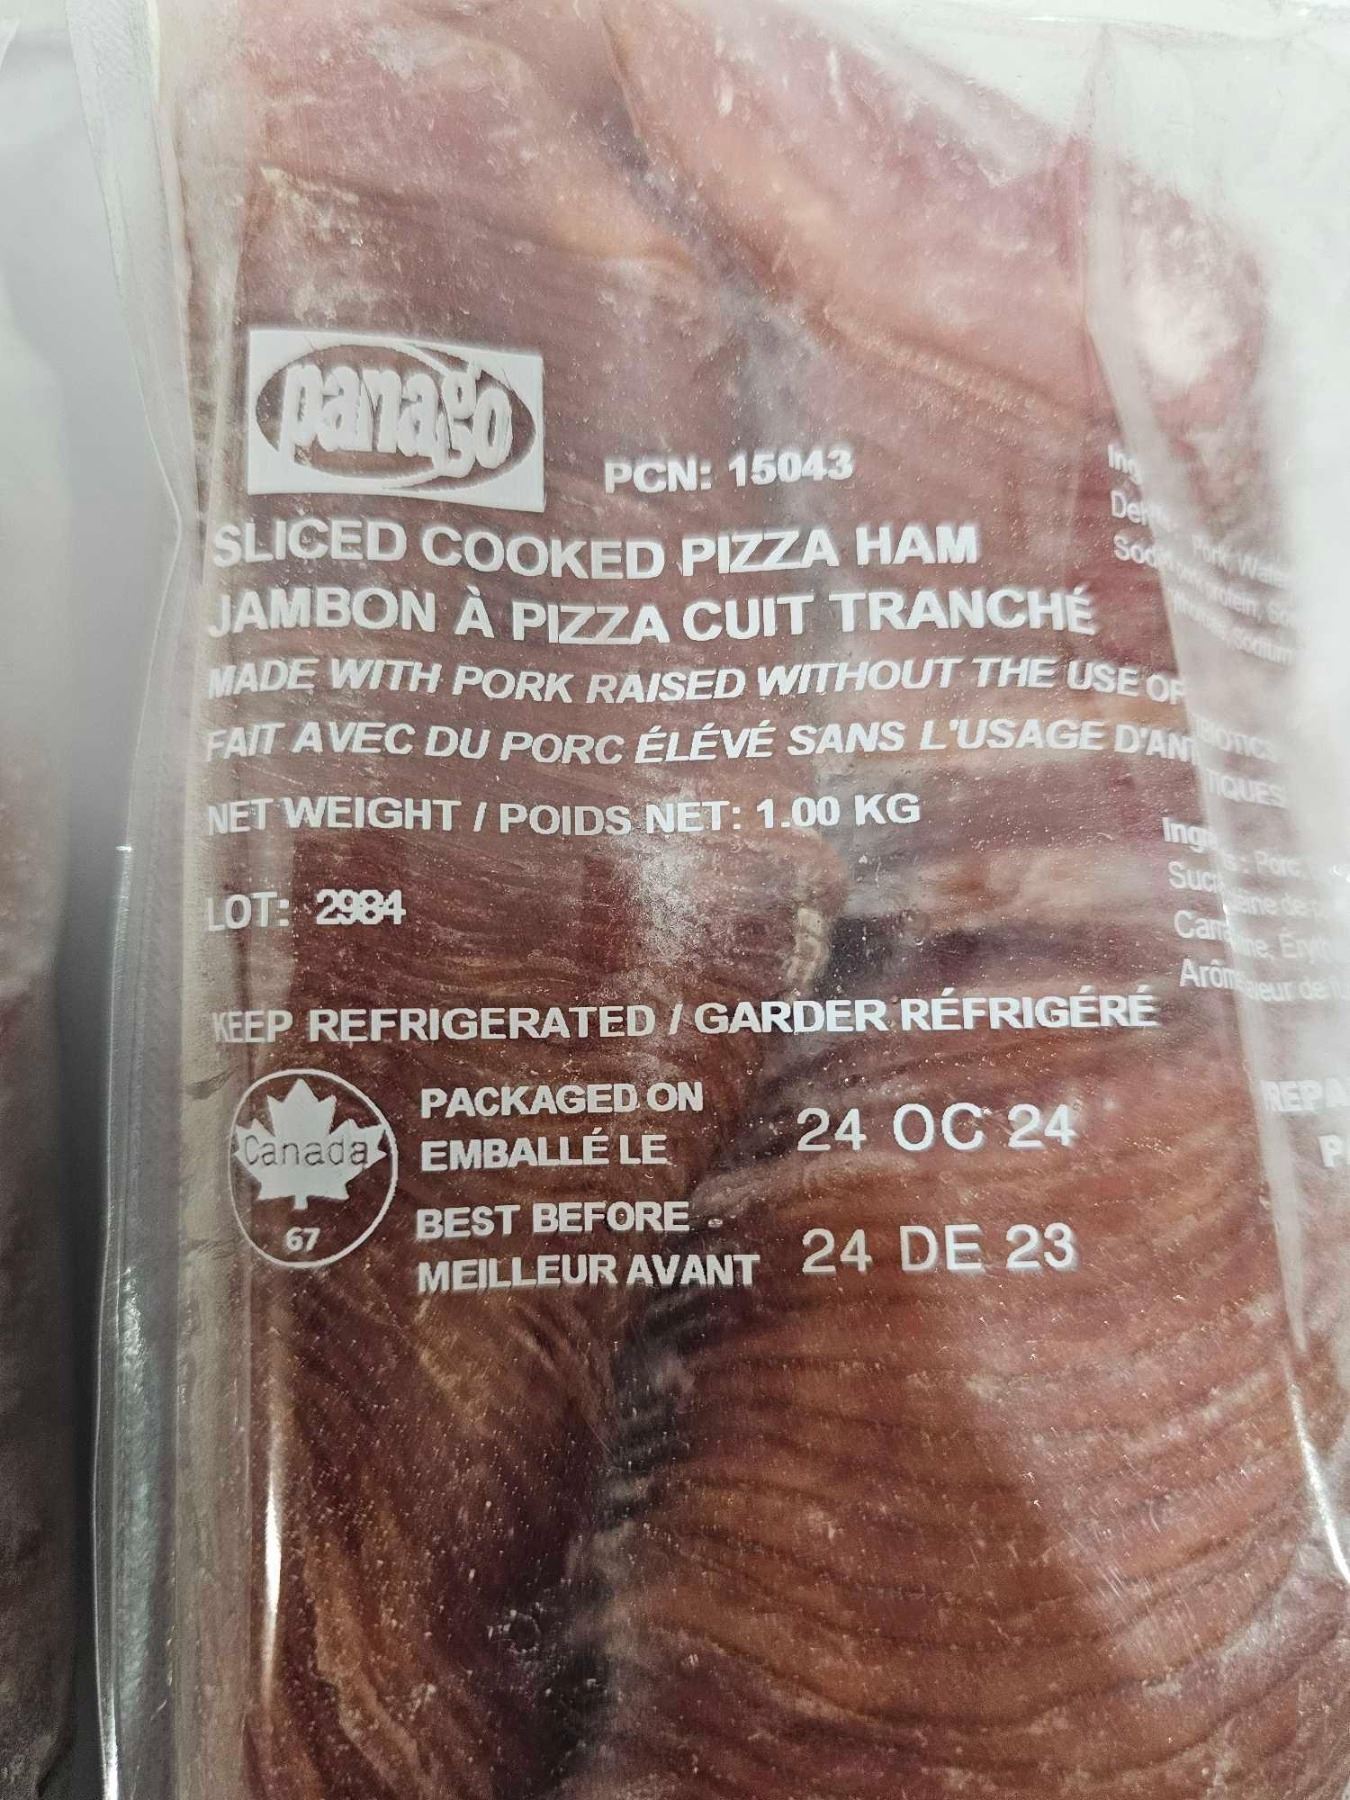 panago
PCN: 15043
SLICED COOKED PIZZA HAM
JAMBON À PIZZA CUIT TRANCHÉ
MADE WITH PORK RAISED WITHOUT THE USE OF
FAIT AVEC DU PORC ÉLÉVÉ SANS L'USAGE D'AN
NET WEIGHT / POIDS NET: 1.00 KG
LOT: 2984
KEEP REFRIGERATED / GARDER RÉFRIGÉRÉ
Canada
67
PACKAGED ON
EMBALLÉ LE
24 OC 24
BEST BEFORE
MEILLEUR AVANT
24 DE 23